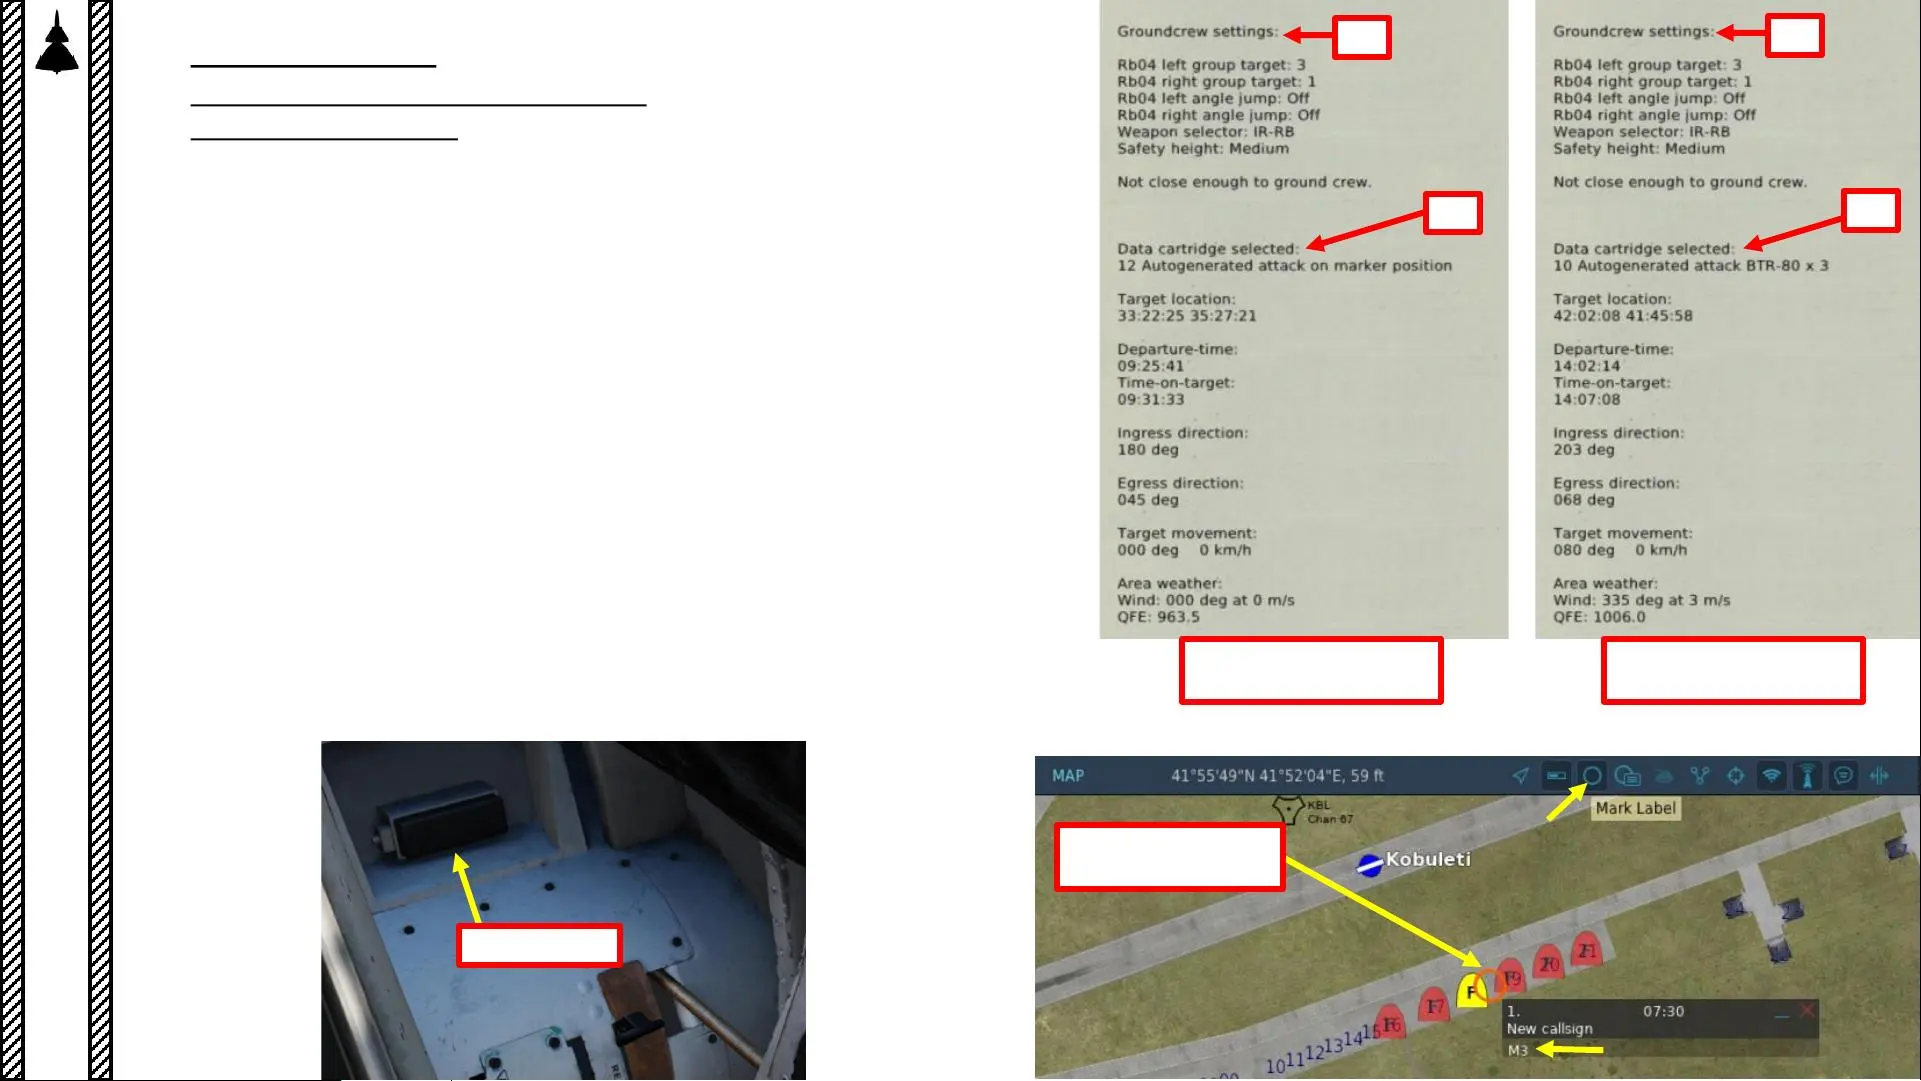 Groundcrew settings:
Rb04 left group target: 3
Rb04 right group target: 1
Rb04 left angle jump: Off
Rb04 right angle jump: Off
Weapon selector: IR-RB
Safety height: Medium
Not close enough to ground crew.
Data cartridge selected:
12 Autogenerated attack on marker position
Target location:
33:22:25 35:27:21
Departure-time:
09:25:41
Time-on-target:
09:31:33
Ingress direction:
180 deg
Egress direction:
045 deg
Target movement:
000 deg 0 km/h
Area weather:
Wind: 000 deg at 0 m/s
QFE: 963.5
Groundcrew settings:
Rb04 left group target: 3
Rb04 right group target: 1
Rb04 left angle jump: Off
Rb04 right angle jump: Off
Weapon selector: IR-RB
Safety height: Medium
Not close enough to ground crew.
Data cartridge selected:
10 Autogenerated attack BTR-80 x 3
Target location:
42:02:08 41:45:58
Departure-time:
14:02:14
Time-on-target:
14:07:08
Ingress direction:
203 deg
Egress direction:
068 deg
Target movement:
080 deg 0 km/h
Area weather:
Wind: 335 deg at 3 m/s
QFE: 1006.0
MAP 41°55'49"N 41°52'04"E, 59 ft
Mark Label
KBL
Chan 67
Kobuleti
21
20
19
F
17
16
15
14
13
12
11
10
1. 07:30
New callsign
M3